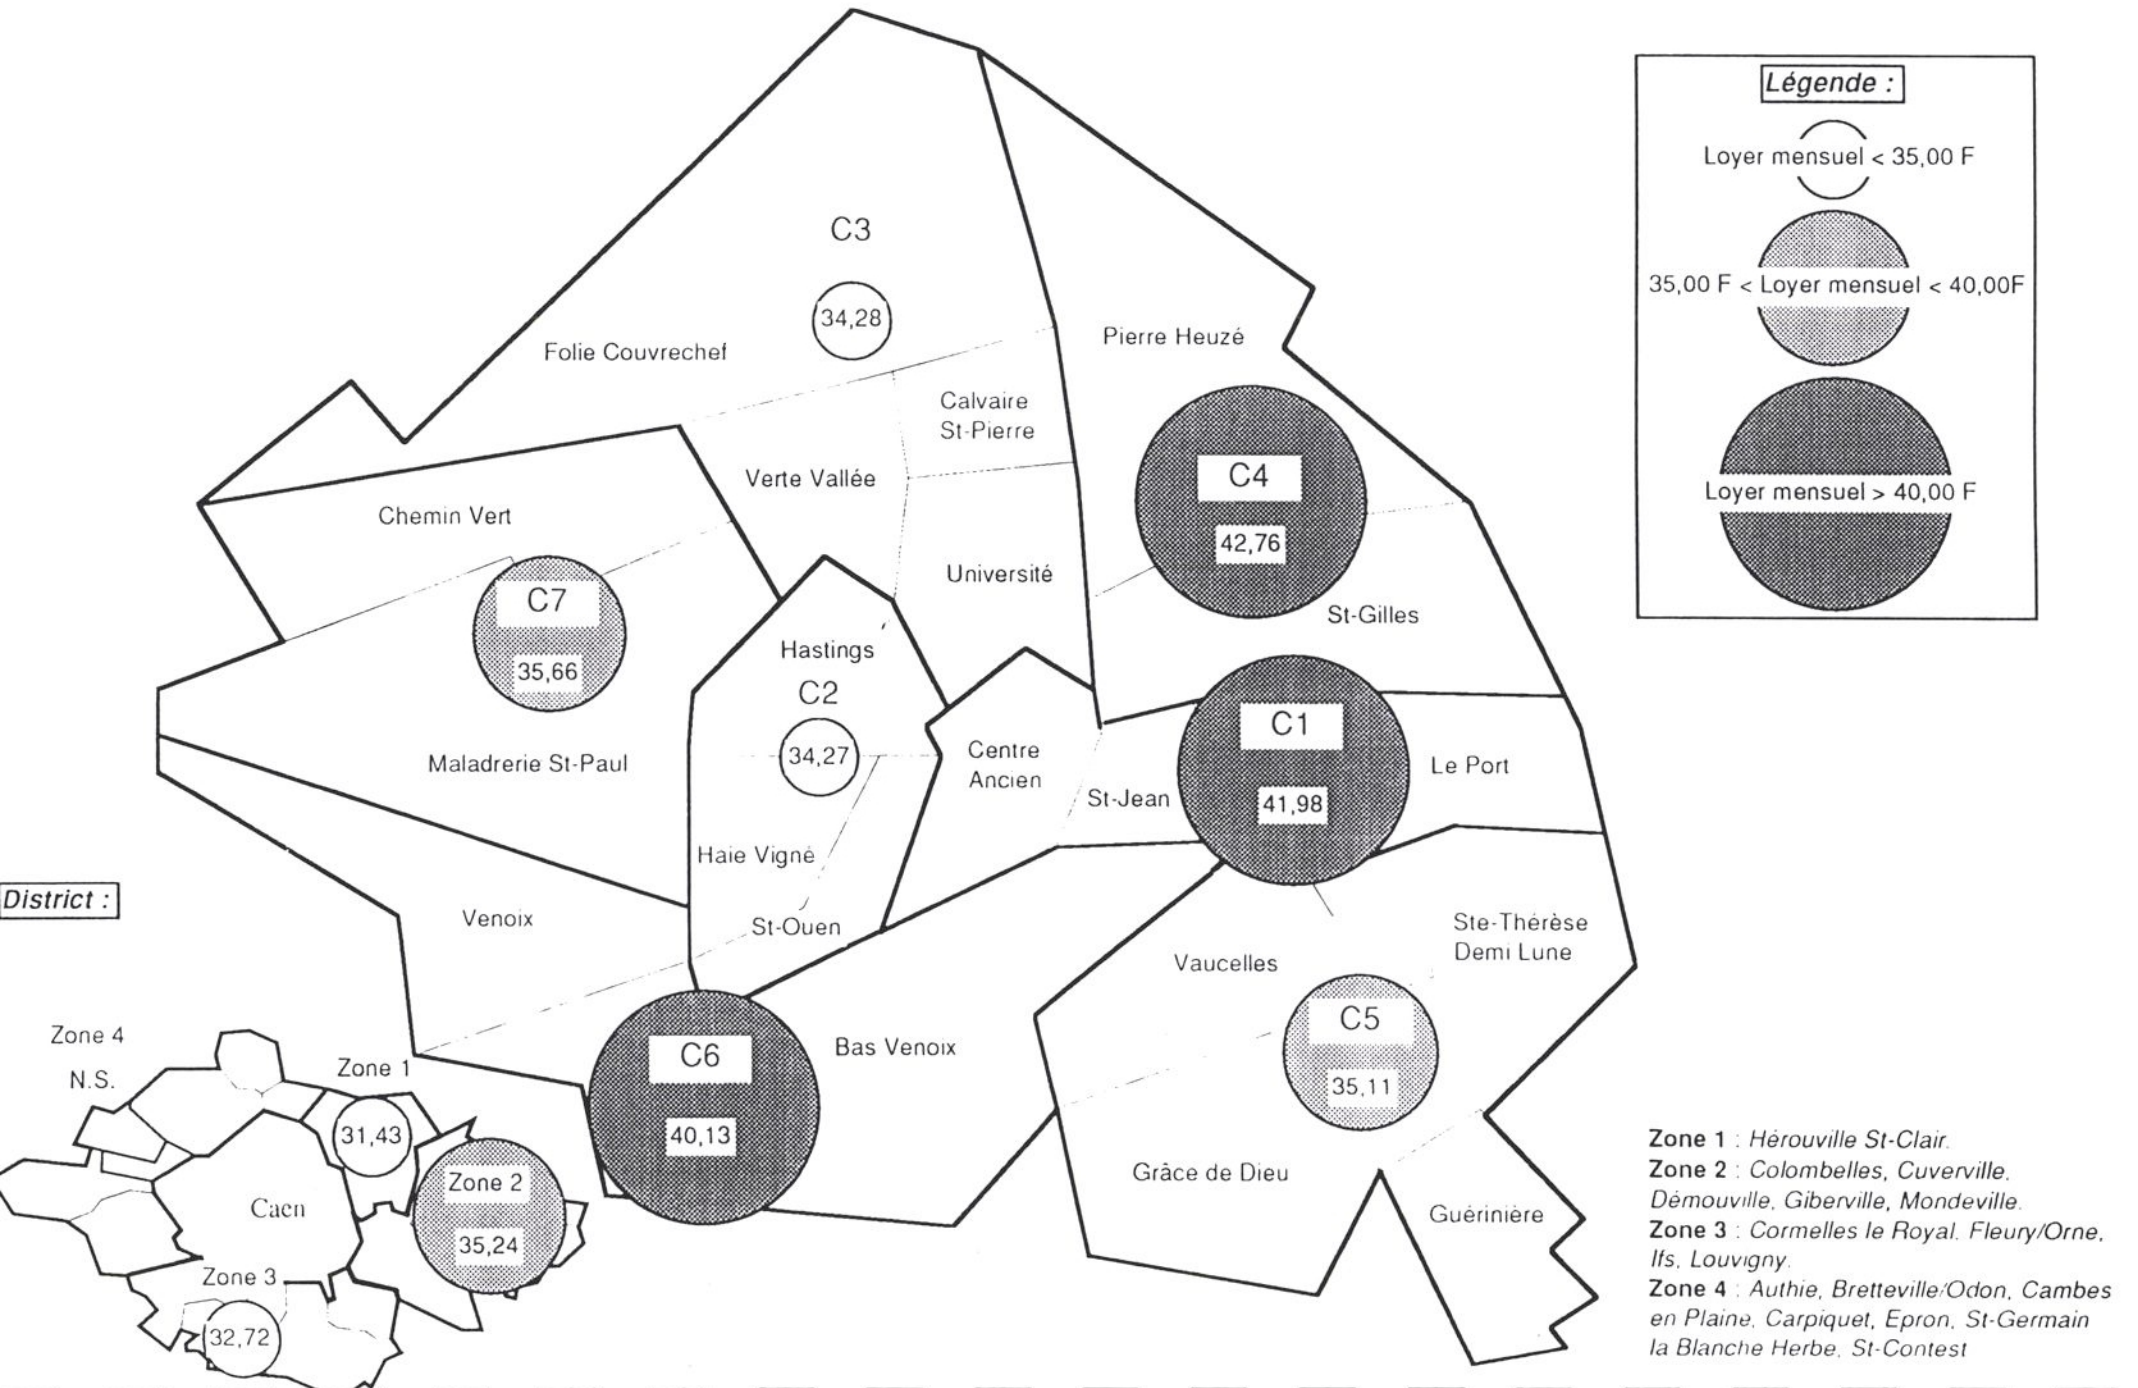 Légende :
Loyer mensuel < 35,00 F
35,00 F < Loyer mensuel < 40,00F
Loyer mensuel > 40,00 F
C3
34,28
Folie Couvrechef
Pierre Heuzé
Calvaire
St-Pierre
Verte Vallée
C4
42,76
Chemin Vert
Université
C7
35,66
St-Gilles
Hastings
C2
34,27
C1
41,98
Centre
Ancien
Le Port
Maladrerie St-Paul
St-Jean
Haie Vigné
District :
Venoix
St-Ouen
Ste-Thérèse
Demi Lune
Vaucelles
C5
35,11
C6
40,13
Bas Venoix
Grâce de Dieu
Guérinière
Zone 4
N.S.
Zone 1
31,43
Zone 2
35,24
Caen
Zone 3
32,72
Zone 1 : Hérouville St-Clair.
Zone 2 : Colombelles, Cuverville.
Démouville, Giberville, Mondeville.
Zone 3 : Cormelles le Royal. Fleury/Orne,
Ifs, Louvigny.
Zone 4 : Authie, Bretteville/Odon, Cambes
en Plaine, Carpiquet, Epron, St-Germain
la Blanche Herbe, St-Contest